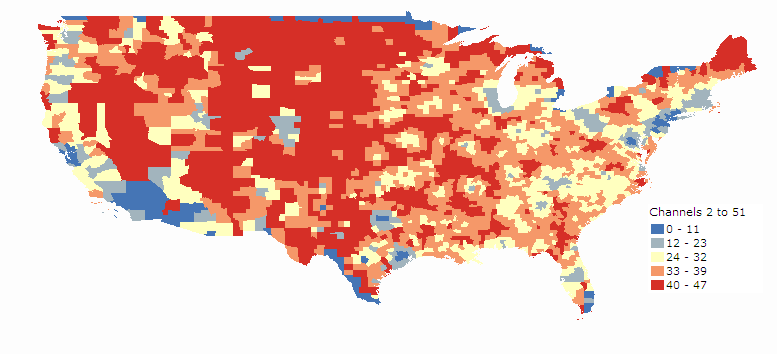 Channels 2 to 51
0 - 11
12 - 23
24 - 32
33 - 39
40 - 47